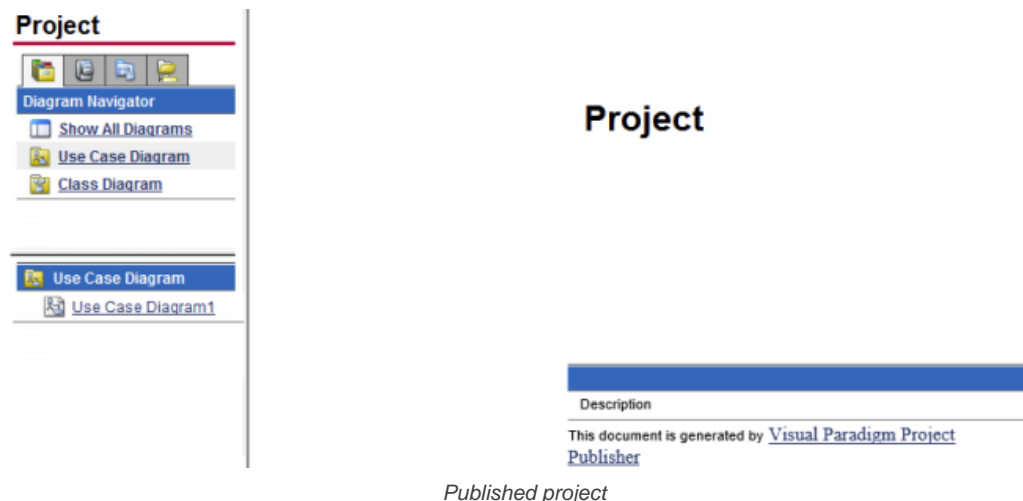 Project
Diagram Navigator
Show All Diagrams
Use Case Diagram
Class Diagram
Use Case Diagram
Use Case Diagram1
Project
Description
This document is generated by Visual Paradigm Project
Publisher
Published project